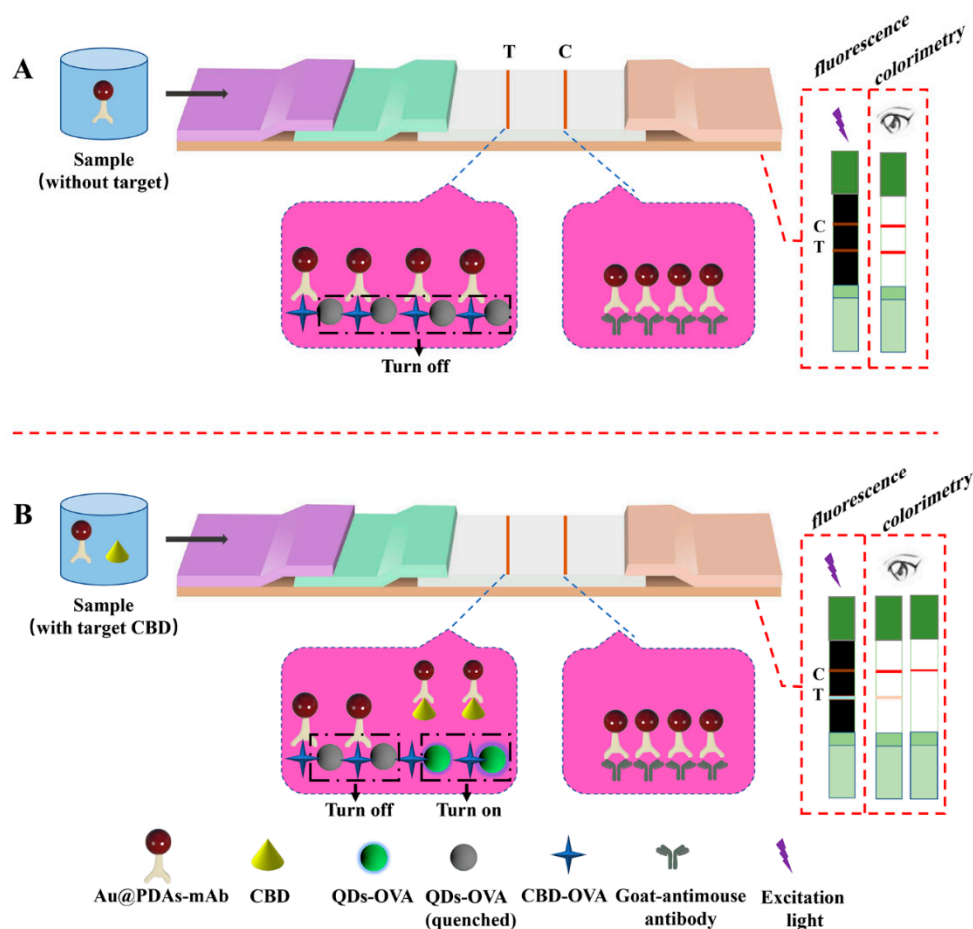 A
T
C
fluorescence
colorimetry
Sample
(without target)
C
T
Turn off
B
fluorescence
colorimetry
Sample
(with target CBD)
C
T
Turn off
Turn on
Au@PDAs-mAb
CBD
QDs-OVA
QDs-OVA
(quenched)
CBD-OVA
Goat-antimouse
antibody
Excitation
light